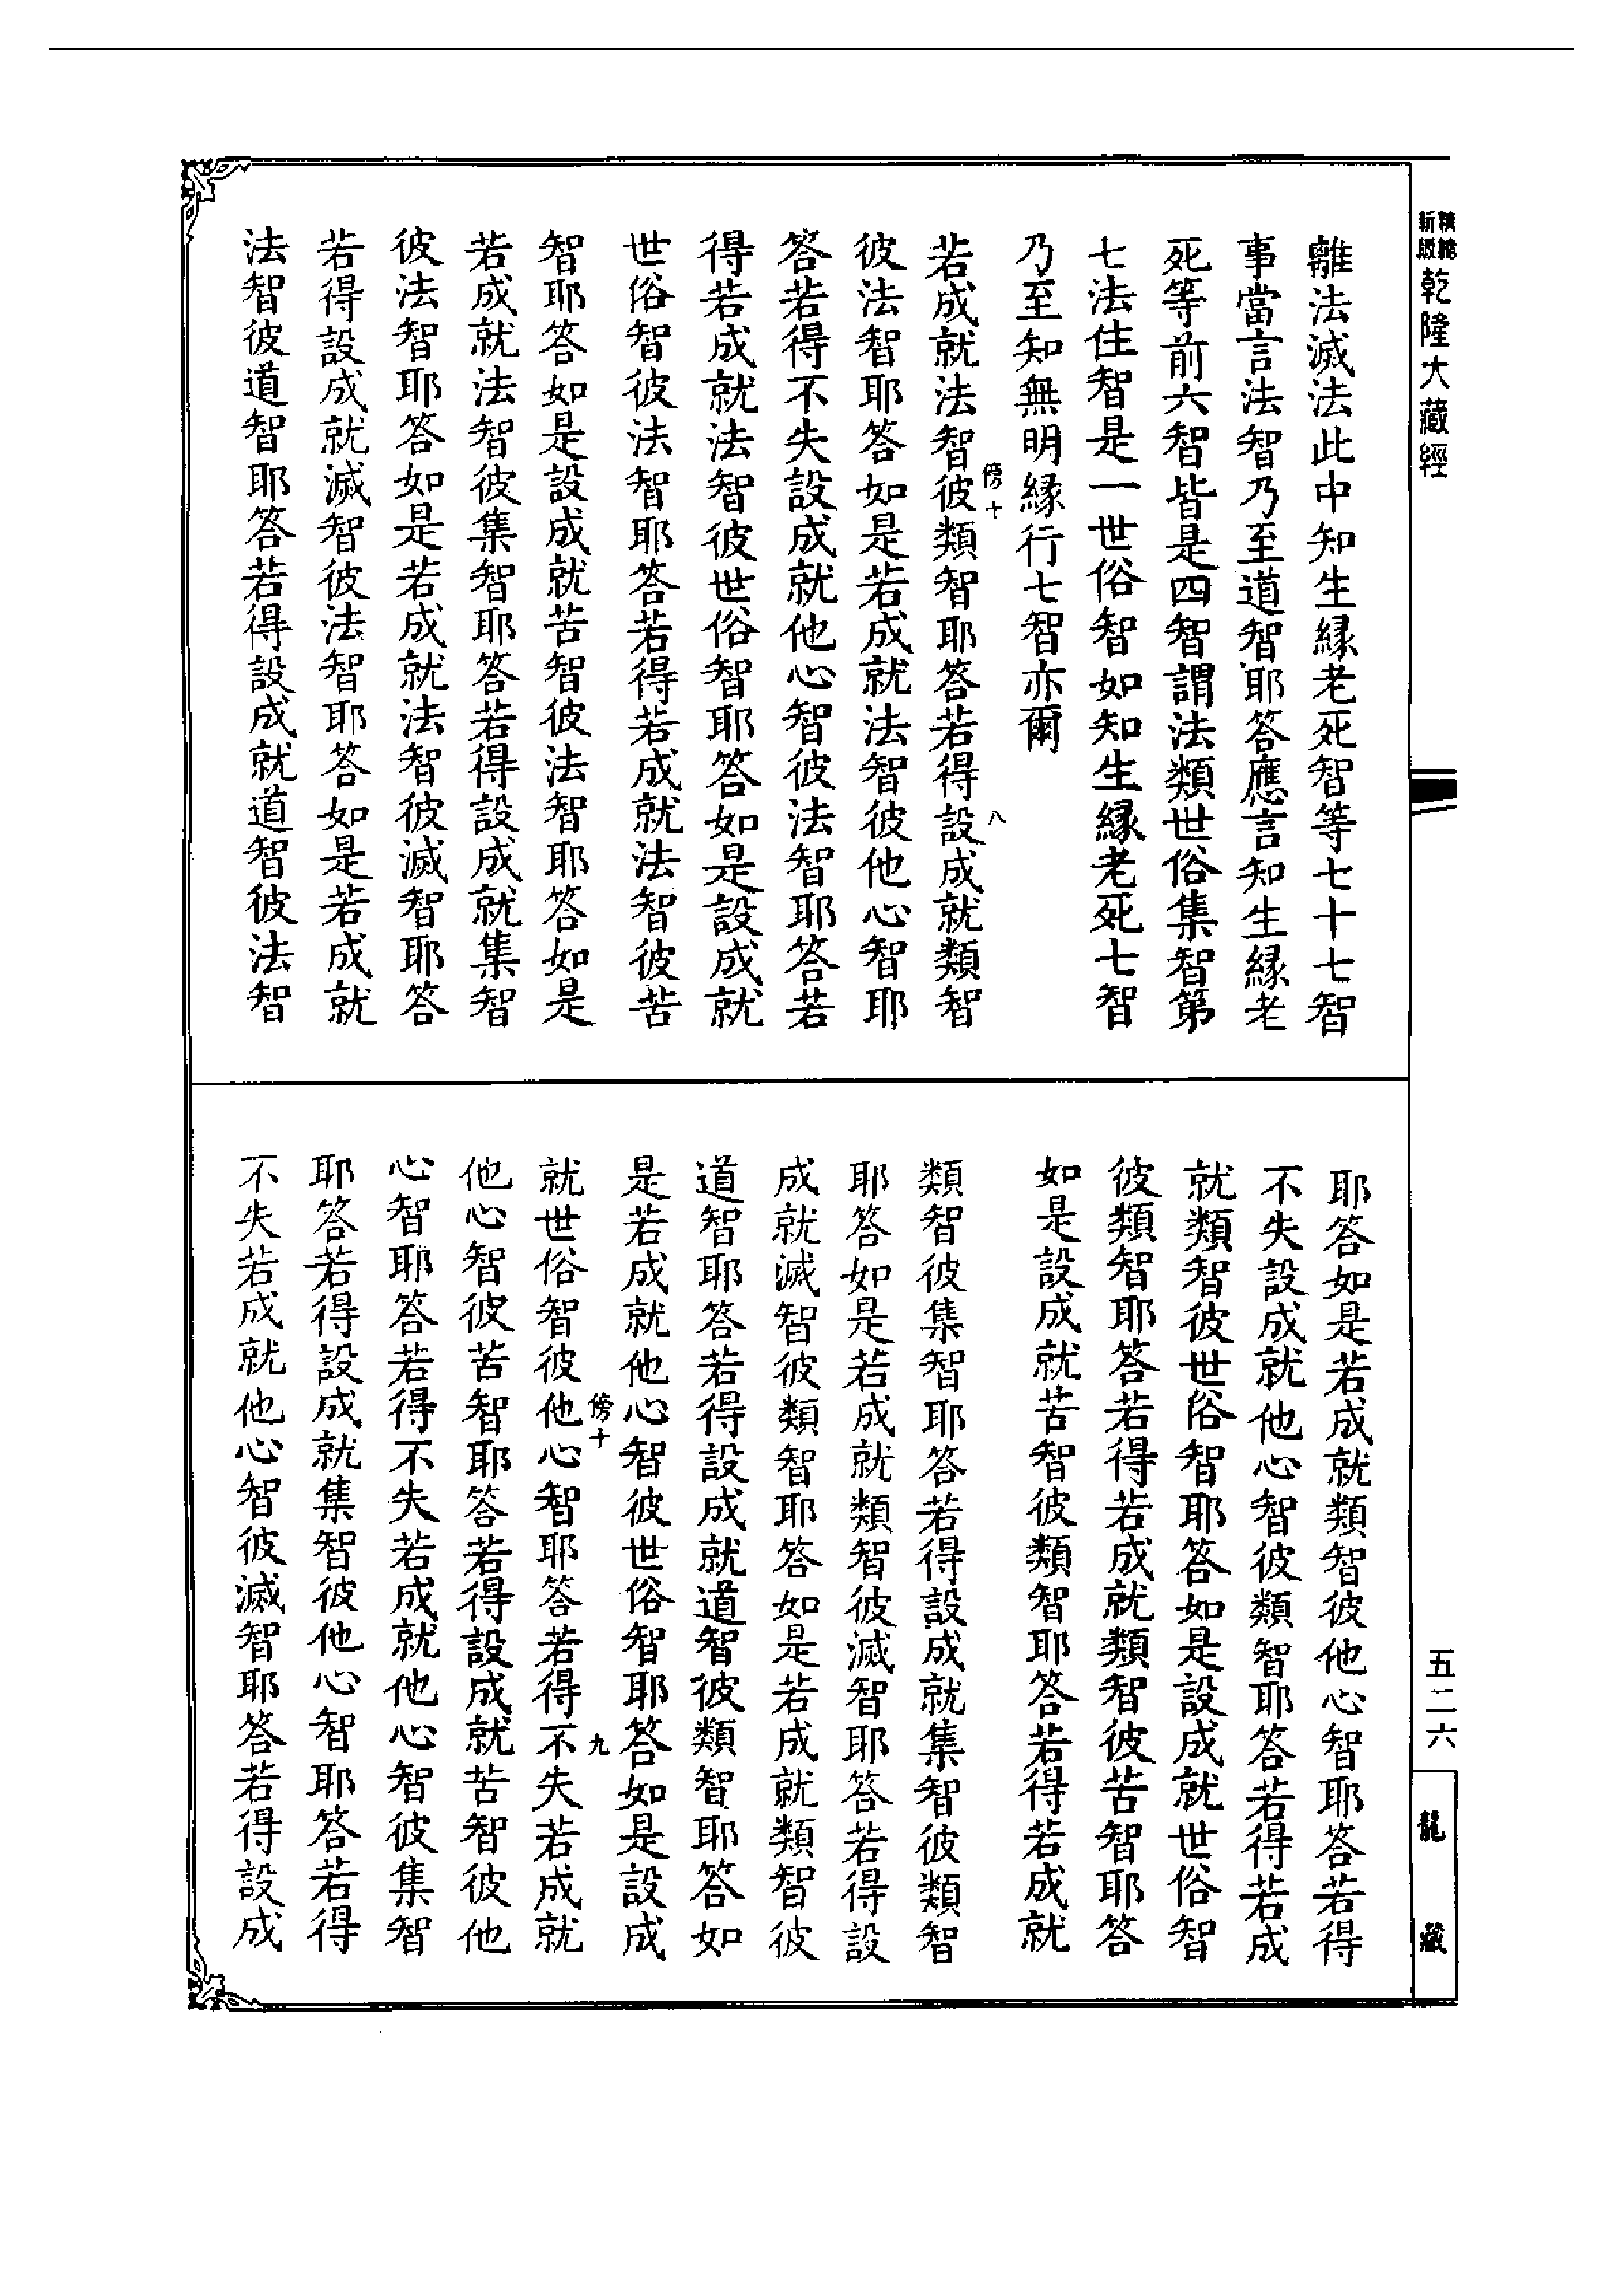 精縮新版乾隆大藏經
離法滅法此中知生緣老死智等七十七智
事當言法智乃至道智耶答應言知生緣老
死等前六智皆是四智謂法類世俗集智第
七法住智是一世俗智如知生緣老死七智
乃至知無明緣行七智亦爾
傍十 八
若成就法智彼類智耶答若得設成就類智
彼法智耶答如是若成就法智彼他心智耶
答若得不失設成就他心智彼法智耶答若
得若成就法智彼世俗智耶答如是設成就
世俗智彼法智耶答若得若成就法智彼苦
智耶答如是設成就苦智彼法智耶答如是
若成就法智彼集智耶答若得設成就集智
彼法智耶答如是若成就法智彼滅智耶答
若得設成就滅智彼法智耶答如是若成就
法智彼道智耶答若得設成就道智彼法智
耶答如是若成就類智彼他心智耶答若得
不失設成就他心智彼類智耶答若得若成
就類智彼世俗智耶答如是設成就世俗智
彼類智耶答若得若成就類智彼苦智耶答
如是設成就苦智彼類智耶答若得若成就
類智彼集智耶答若得設成就集智彼類智
耶答如是若成就類智彼滅智耶答若得設
成就滅智彼類智耶答如是若成就類智彼
道智耶答若得設成就道智彼類智耶答如
是若成就他心智彼世俗智耶答如是設成
傍十 九
就世俗智彼他心智耶答若得不失若成就
他心智彼苦智耶答若得設成就苦智彼他
心智耶答若得不失若成就他心智彼集智
耶答若得設成就集智彼他心智耶答若得
不失若成就他心智彼滅智耶答若得設成
五二六
龍藏